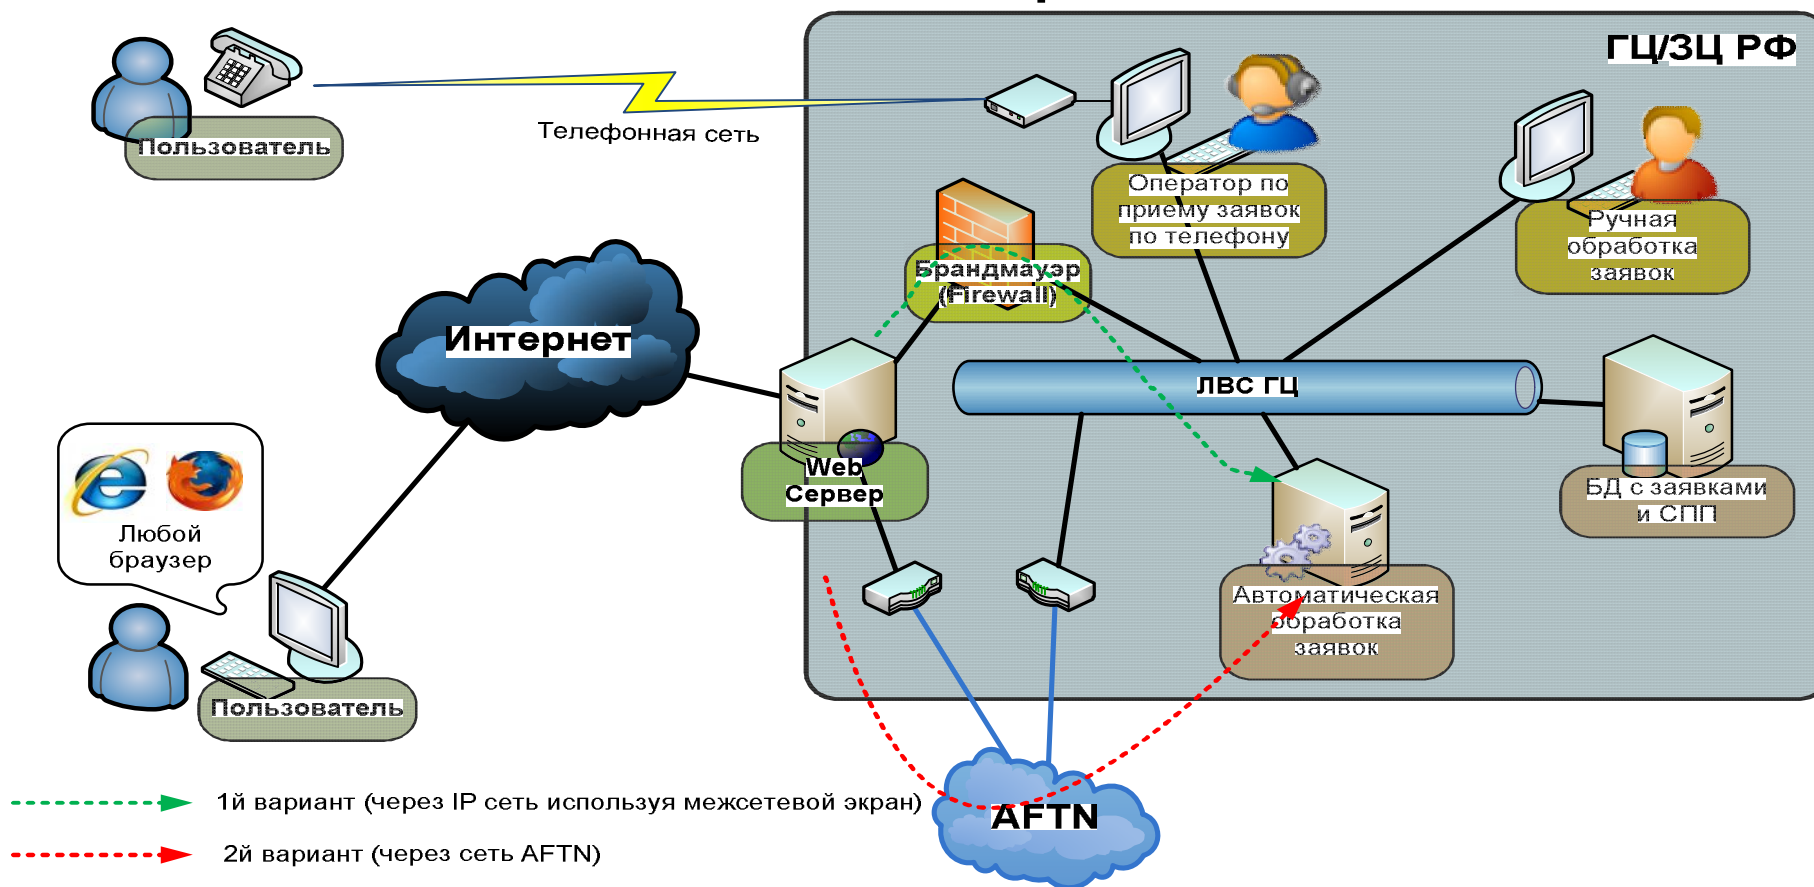 ГЦ/ЗЦ РФ
Телефонная сеть
Пользователь
Оператор по
приему заявок
по телефону
Ручная
обработка
заявок
Брандмауэр
(Firewall)
Интернет
ЛВС ГЦ
Web
Сервер
БД с заявками
и СПП
Любой
браузер
Автоматическая
обработка
заявок
Пользователь
1й вариант (через IP сеть используя межсетевой экран)
AFTN
2й вариант (через сеть AFTN)